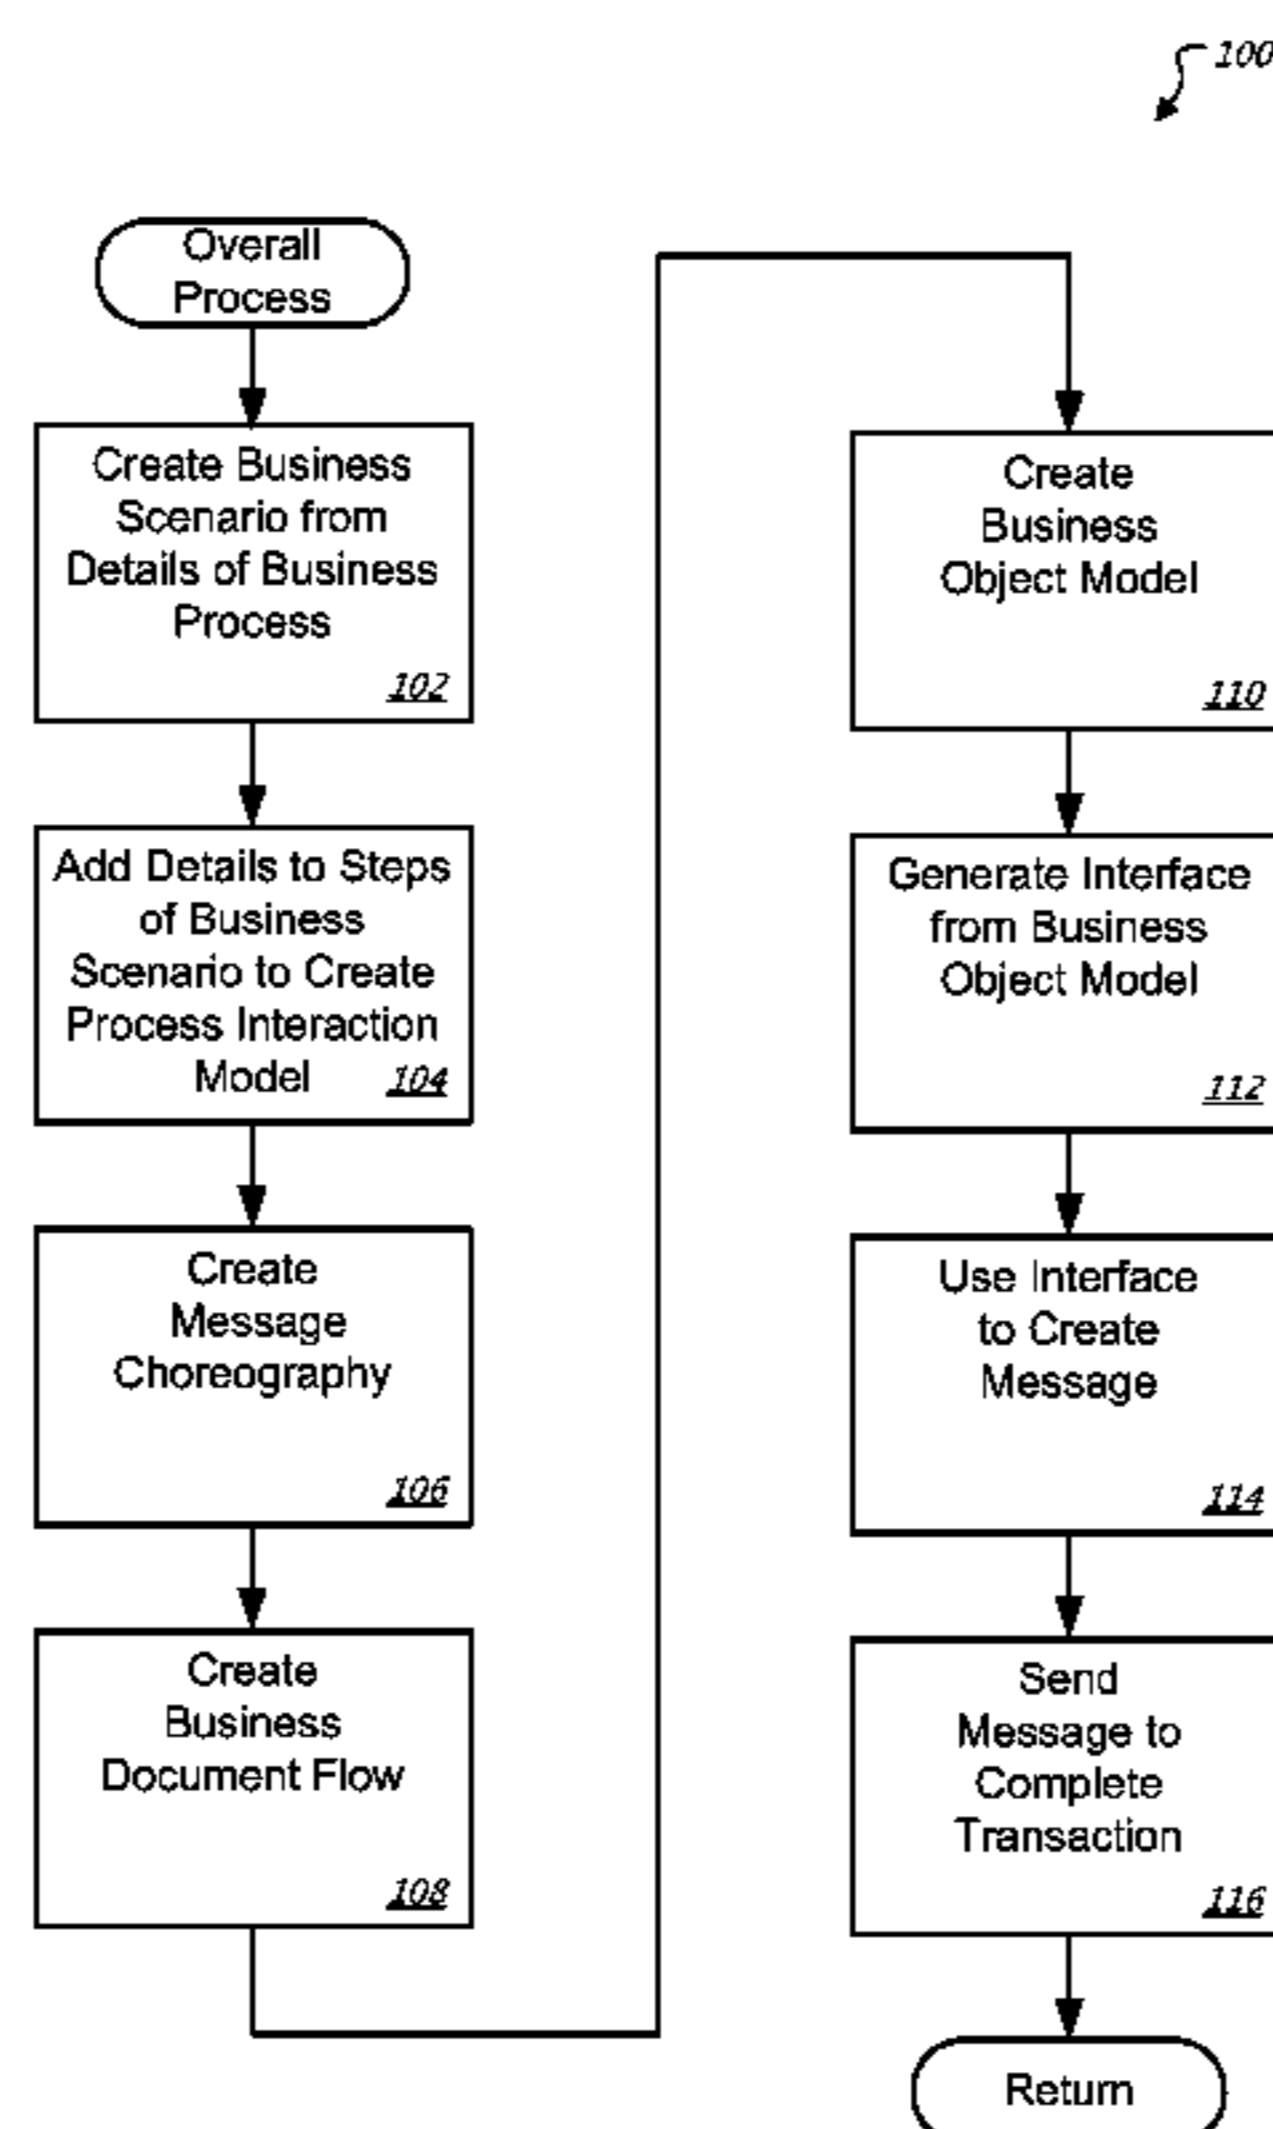 100
Overall
Process
Create Business
Scenario from
Details of Business
Process
102
Add Details to Steps
of Business
Scenario to Create
Process Interaction
Model 104
Create
Message
Choreography
106
Create
Business
Document Flow
108
Create
Business
Object Model
110
Generate Interface
from Business
Object Model
112
Use Interface
to Create
Message
114
Send
Message to
Complete
Transaction
116
Return